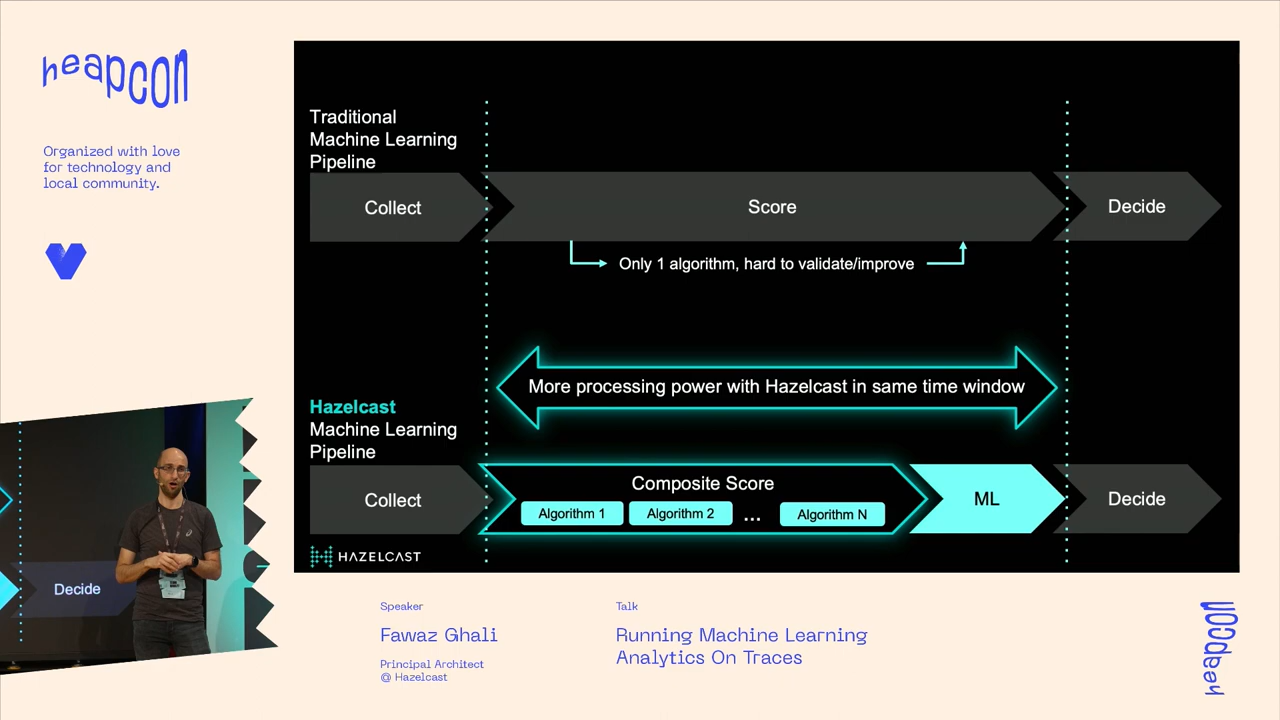 heapcon
Organized with love
for technology and
local community.
Traditional
Machine Learning
Pipeline
Collect
Score
Decide
Only 1 algorithm, hard to validate/improve
More processing power with Hazelcast in same time window
Hazelcast
Machine Learning
Pipeline
Collect
Composite Score
Algorithm 1
Algorithm 2
...
Algorithm N
ML
Decide
HAZELCAST
Decide
Speaker
Fawaz Ghali
Principal Architect
@ Hazelcast
Talk
Running Machine Learning
Analytics On Traces
heapcon